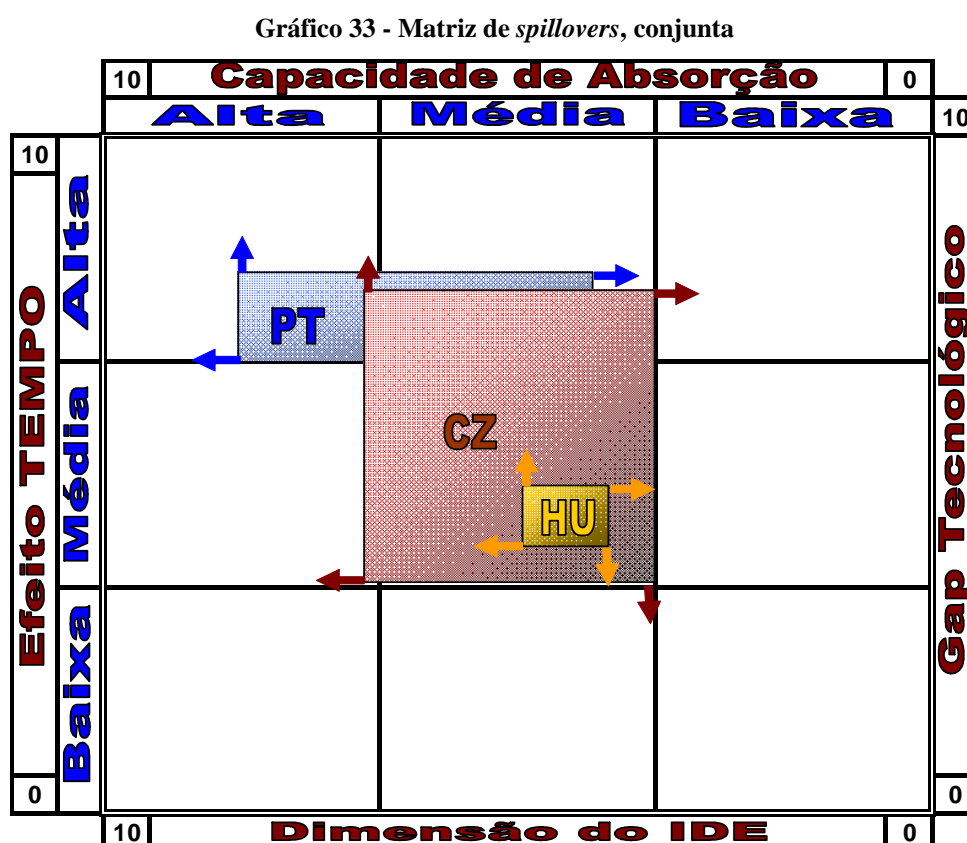 Gráfico 33 - Matriz de spillovers, conjunta
10 Capacidade de Absorção 0
Alta Média Baixa 10
10
Efeito TEMPO
Alta
Média
Baixa
0
PT
CZ
HU
Gap Tecnológico
0
10 Dimensão do IDE 0